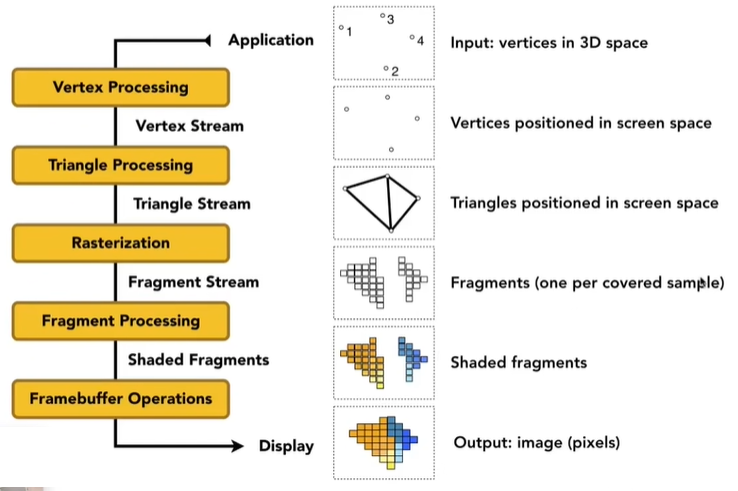 Application
1
3
4
2
Input: vertices in 3D space
Vertex Processing
Vertex Stream
Vertices positioned in screen space
Triangle Processing
Triangle Stream
Triangles positioned in screen space
Rasterization
Fragment Stream
Fragments (one per covered sample)
Fragment Processing
Shaded Fragments
Shaded fragments
Framebuffer Operations
Display
Output: image (pixels)